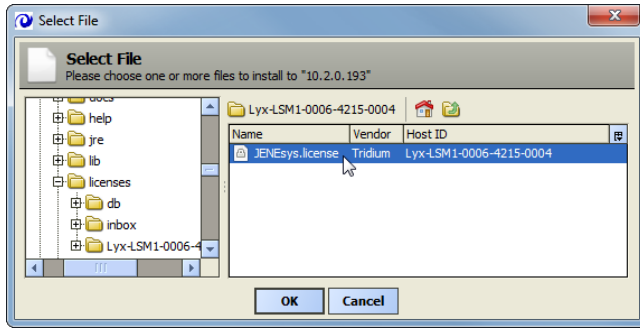 Select File
Select File
Please choose one or more files to install to "10.2.0.193"
docs
help
jre
lib
licenses
db
inbox
Lyx-LSM1-0006-4
Lyx-LSM1-0006-4215-0004
Name Vendor Host ID
JENEsys.license Tridium Lyx-LSM1-0006-4215-0004
OK Cancel